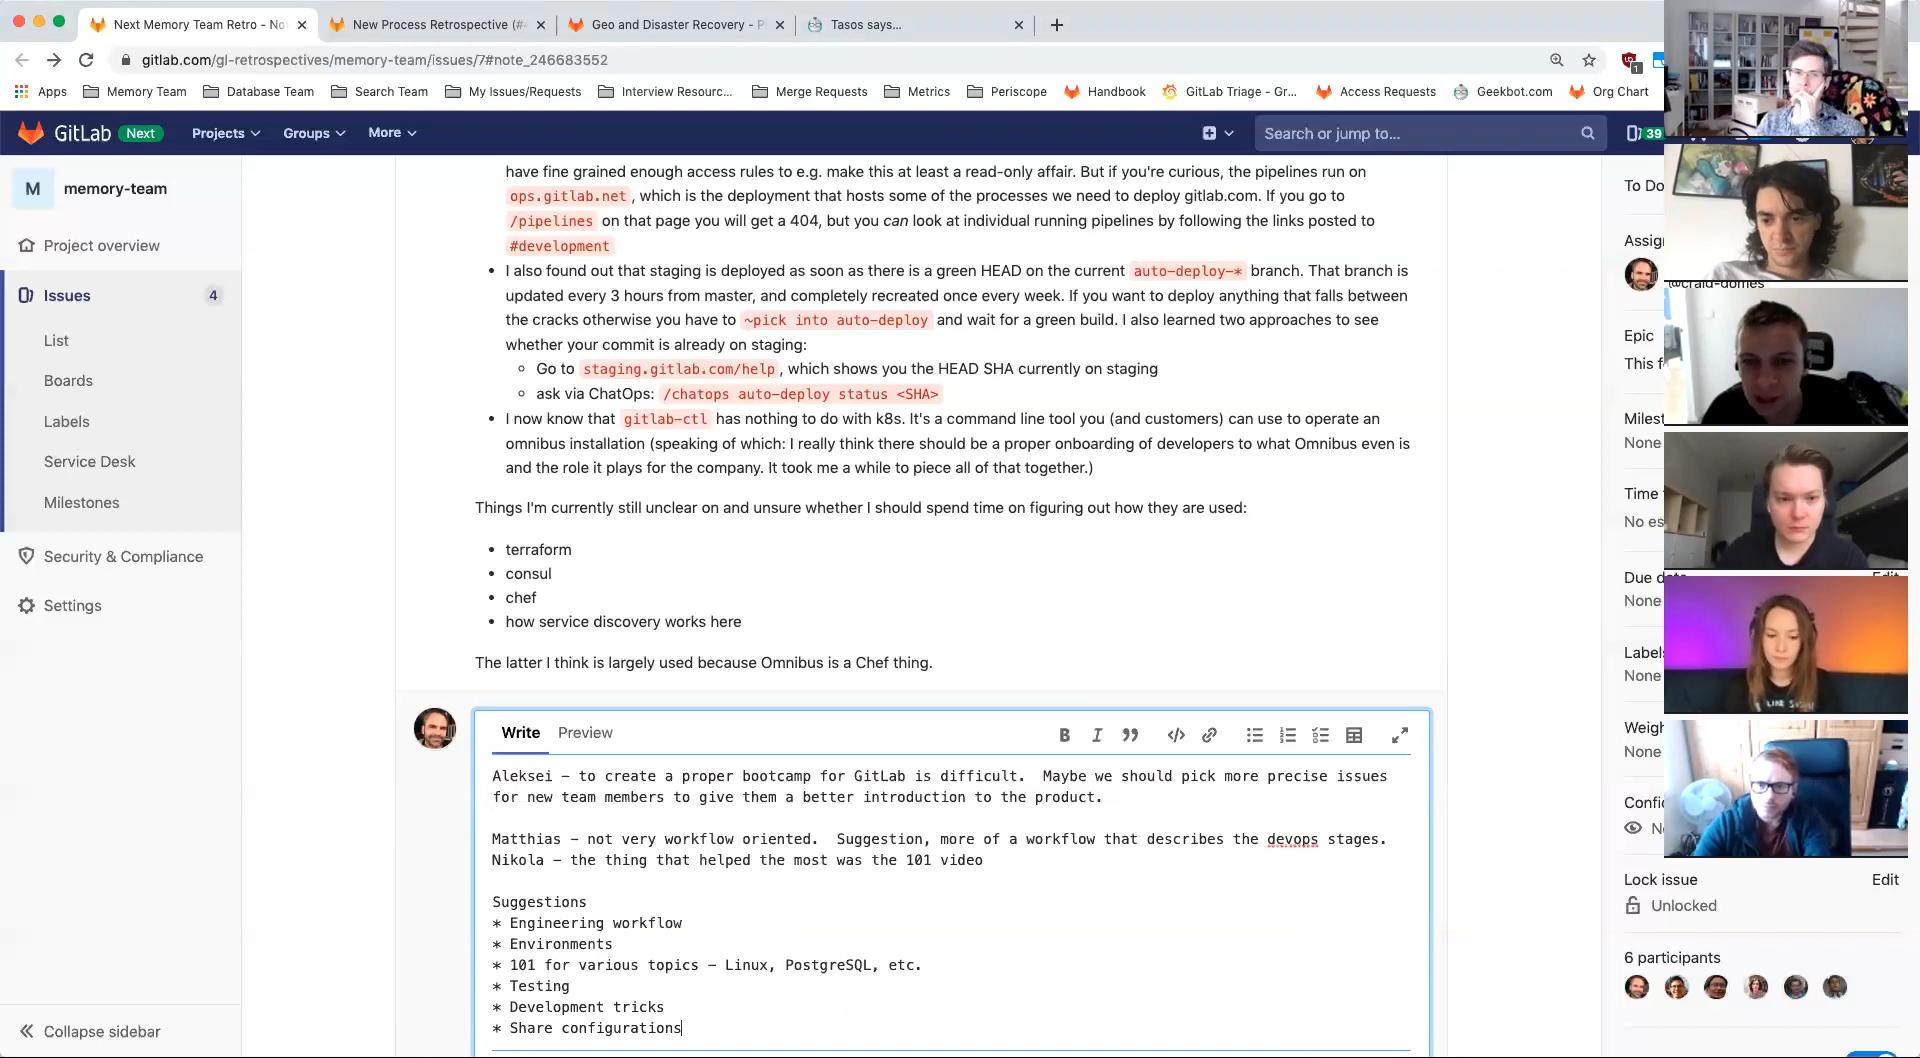 Next Memory Team Retro - No
New Process Retrospective (#
Geo and Disaster Recovery - P
Tasos says...
gitlab.com/gl-retrospectives/memory-team/issues/7#note_246683552
1
Apps
Memory Team
Database Team
Search Team
My Issues/Requests
Interview Resourc...
Merge Requests
Metrics
Periscope
Handbook
GitLab Triage - Gr...
Access Requests
Geekbot.com
Org Chart
GitLab Next
Projects
Groups
More
Search or jump to...
39
M memory-team
Project overview
Issues 4
List
Boards
Labels
Service Desk
Milestones
Security & Compliance
Settings
Collapse sidebar
have fine grained enough access rules to e.g. make this at least a read-only affair. But if you're curious, the pipelines run on
ops.gitlab.net, which is the deployment that hosts some of the processes we need to deploy gitlab.com. If you go to
/pipelines on that page you will get a 404, but you can look at individual running pipelines by following the links posted to
#development
• I also found out that staging is deployed as soon as there is a green HEAD on the current auto-deploy-* branch. That branch is
updated every 3 hours from master, and completely recreated once every week. If you want to deploy anything that falls between
the cracks otherwise you have to ~pick into auto-deploy and wait for a green build. I also learned two approaches to see
whether your commit is already on staging:
◦ Go to staging.gitlab.com/help, which shows you the HEAD SHA currently on staging
◦ ask via ChatOps: /chatops auto-deploy status <SHA>
• I now know that gitlab-ctl has nothing to do with k8s. It's a command line tool you (and customers) can use to operate an
omnibus installation (speaking of which: I really think there should be a proper onboarding of developers to what Omnibus even is
and the role it plays for the company. It took me a while to piece all of that together.)
Things I'm currently still unclear on and unsure whether I should spend time on figuring out how they are used:
• terraform
• consul
• chef
• how service discovery works here
The latter I think is largely used because Omnibus is a Chef thing.
Write
Preview
Aleksei - to create a proper bootcamp for GitLab is difficult.  Maybe we should pick more precise issues
for new team members to give them a better introduction to the product.
Matthias - not very workflow oriented.  Suggestion, more of a workflow that describes the devops stages.
Nikola - the thing that helped the most was the 101 video
Suggestions
* Engineering workflow
* Environments
* 101 for various topics - Linux, PostgreSQL, etc.
* Testing
* Development tricks
* Share configurations
To Do
Assig
@craig-gomes
Epic
This f
Milest
None
Time
No es
Due da
Edit
None
Labels
None
Weigh
None
Confid
No
Lock issue
Edit
Unlocked
6 participants